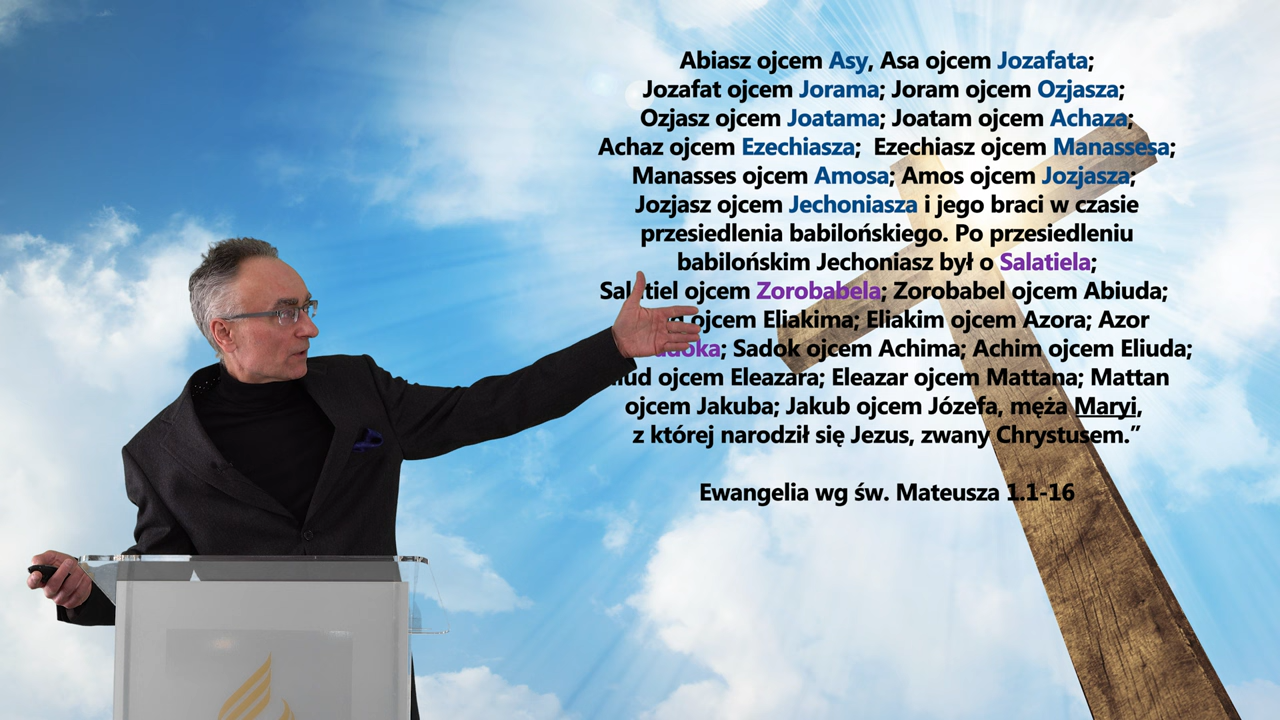 Abiasz ojcem Asy, Asa ojcem Jozafata;
Jozafat ojcem Jorama; Joram ojcem Ozjasza;
Ozjasz ojcem Joatama; Joatam ojcem Achaza;
Achaz ojcem Ezechiasza; Ezechiasz ojcem Manassesa;
Manasses ojcem Amosa; Amos ojcem Jozjasza;
Jozjasz ojcem Jechoniasza i jego braci w czasie
przesiedlenia babilońskiego. Po przesiedleniu
babilońskim Jechoniasz był o Salatiela;
ojcem Zorobabela; Zorobabel ojcem Abiuda;
ojcem Eliakima; Eliakim ojcem Azora; Azor
Sadok ojcem Achima; Achim ojcem Eliuda;
ojcem Eleazara; Eleazar ojcem Mattana; Mattan
ojcem Jakuba; Jakub ojcem Józefa, męża Maryi,
z której narodził się Jezus, zwany Chrystusem.”
Ewangelia wg św. Mateusza 1.1-16